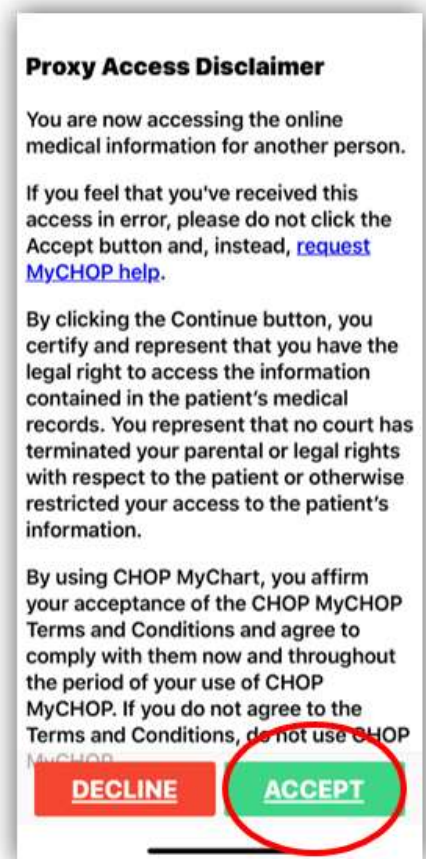 Proxy Access Disclaimer
You are now accessing the online
medical information for another person.
If you feel that you've received this
access in error, please do not click the
Accept button and, instead, request
MyCHOP help.
By clicking the Continue button, you
certify and represent that you have the
legal right to access the information
contained in the patient's medical
records. You represent that no court has
terminated your parental or legal rights
with respect to the patient or otherwise
restricted your access to the patient's
information.
By using CHOP MyChart, you affirm
your acceptance of the CHOP MyCHOP
Terms and Conditions and agree to
comply with them now and throughout
the period of your use of CHOP
MyCHOP. If you do not agree to the
Terms and Conditions, do not use CHOP
MyCHOP
DECLINE ACCEPT